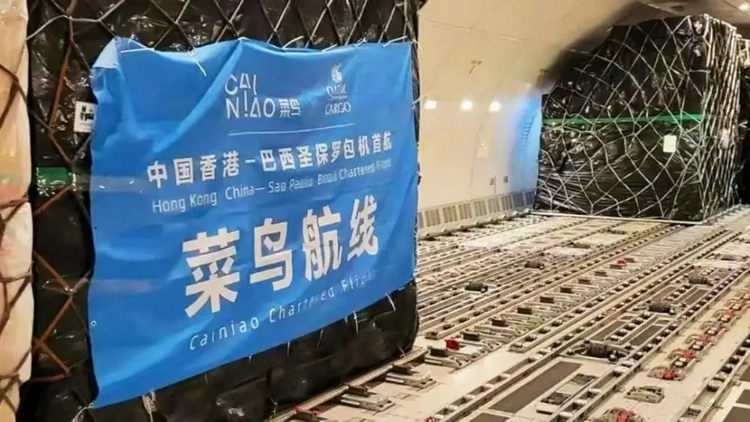 CAI
NIAO 菜鸟
CARGO
中国香港-巴西圣保罗包机首航
Hong Kong China— Sao Paulo Brazil Chartered Flight
菜鸟航线
Cainiao Chartered Flight